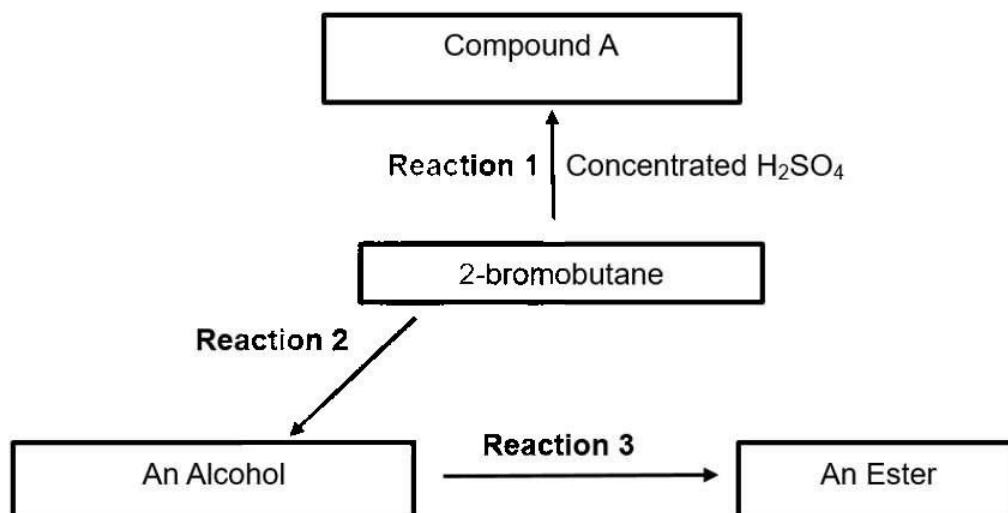 Compound A
Reaction 1
Concentrated H₂SO₄
2-bromobutane
Reaction 2
An Alcohol
Reaction 3
An Ester